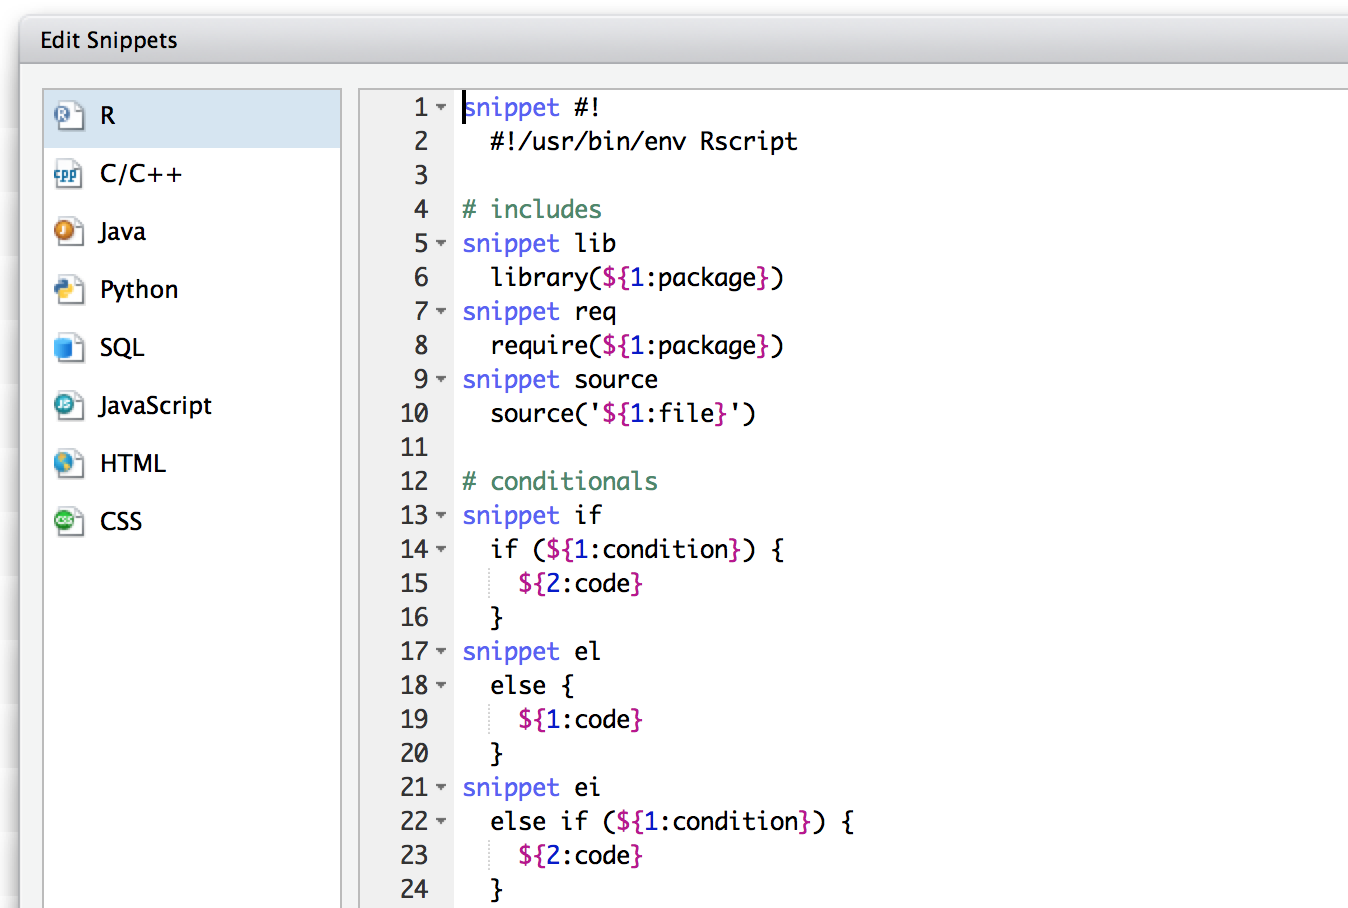 Edit Snippets
R
C/C++
Java
Python
SQL
JavaScript
HTML
CSS
1 snippet #!
2   #!/usr/bin/env Rscript
3
4 # includes
5 snippet lib
6   library(${1:package})
7 snippet req
8   require(${1:package})
9 snippet source
10   source('${1:file}')
11
12 # conditionals
13 snippet if
14   if (${1:condition}) {
15     ${2:code}
16   }
17 snippet el
18   else {
19     ${1:code}
20   }
21 snippet ei
22   else if (${1:condition}) {
23     ${2:code}
24   }